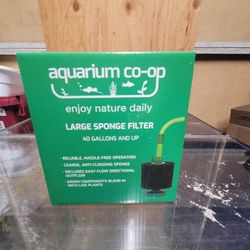 aquarium co-op
enjoy nature daily
LARGE SPONGE FILTER
40 GALLONS AND UP
• RELIABLE, HASSLE-FREE OPERATION
• COARSE, ANTI-CLOGGING SPONGE
• INCLUDES EASY FLOW DIRECTIONAL
OUTFLOW
• GREEN COMPONENTS BLEND IN
WITH LIVE PLANTS